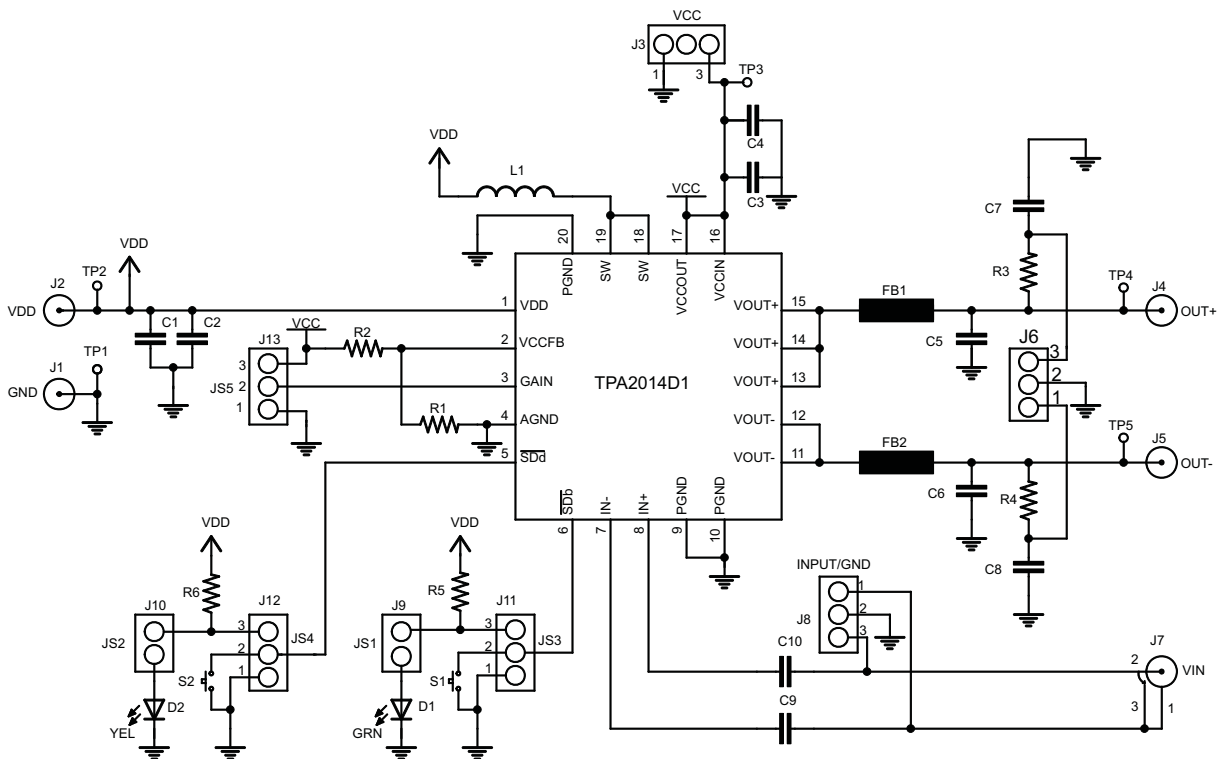 VCC
J3
1
3
TP3
C4
C3
VDD
L1
VCC
20
19
18
17
16
PGND
SW
SW
VCCOUT
VCCIN
C7
R3
VDD
TP2
J2
VDD
C1
C2
1
VDD
VOUT+
15
FB1
C5
TP4
J4
OUT+
J1
GND
TP1
VCC
R2
2
VCCFB
VOUT+
14
J13
JS5
3
2
1
3
GAIN
TPA2014D1
VOUT+
13
J6
3
2
1
R1
4
AGND
VOUT-
12
5
SDd
VOUT-
11
FB2
C6
R4
TP5
J5
OUT-
SDb
IN-
IN+
PGND
PGND
6
7
8
9
10
C8
VDD
R6
J10
JS2
J12
3
2
1
JS4
S2
D2
YEL
VDD
R5
J9
JS1
J11
3
2
1
JS3
S1
D1
GRN
INPUT/GND
J8
1
2
3
C10
C9
J7
2
VIN
3
1